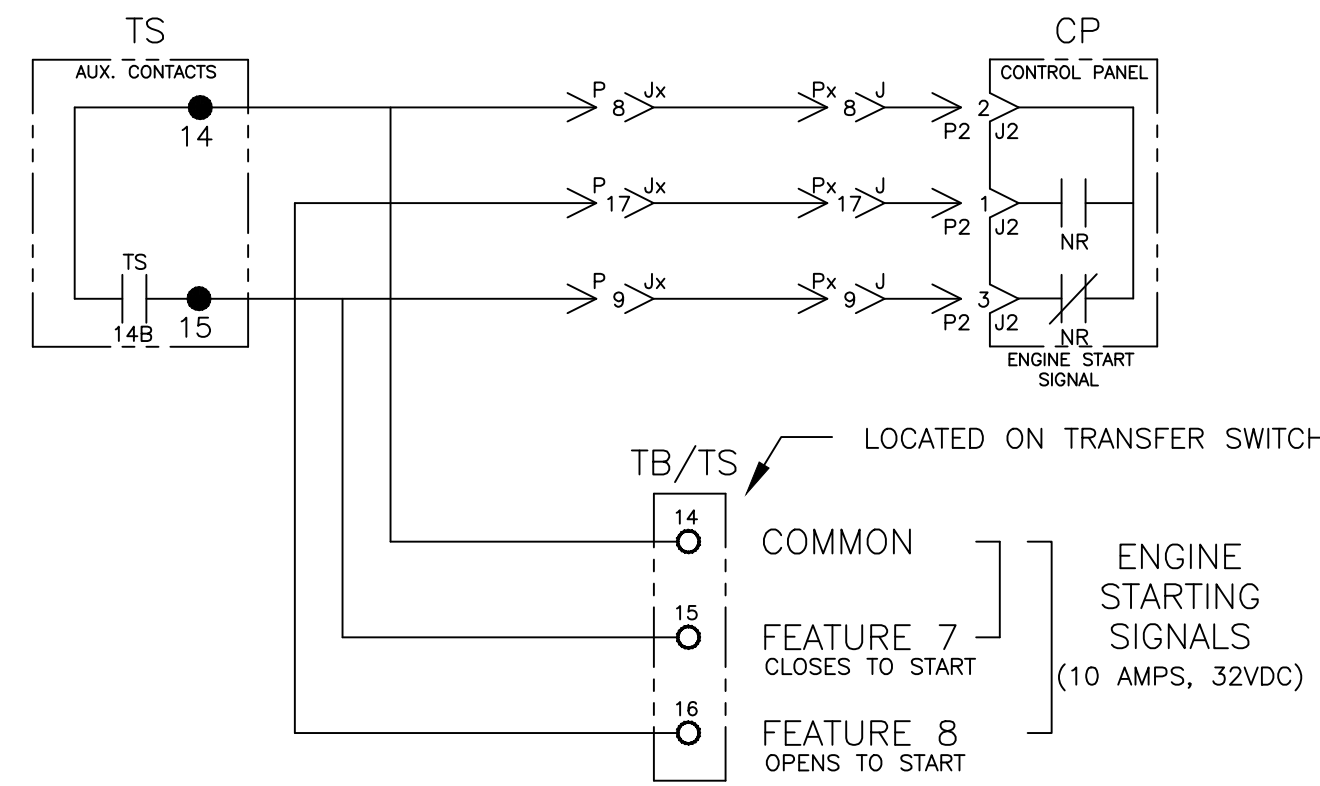 TS
CP
AUX. CONTACTS
CONTROL PANEL
14
P 8 Jx
Px 8 J
P2
2
J2
P 17 Jx
Px 17 J
P2
1
J2
NR
TS
14B
15
P 9 Jx
Px 9 J
P2
3
J2
NR
ENGINE START
SIGNAL
LOCATED ON TRANSFER SWITCH
TB/TS
14
COMMON
15
FEATURE 7
CLOSES TO START
16
FEATURE 8
OPENS TO START
ENGINE
STARTING
SIGNALS
(10 AMPS, 32VDC)